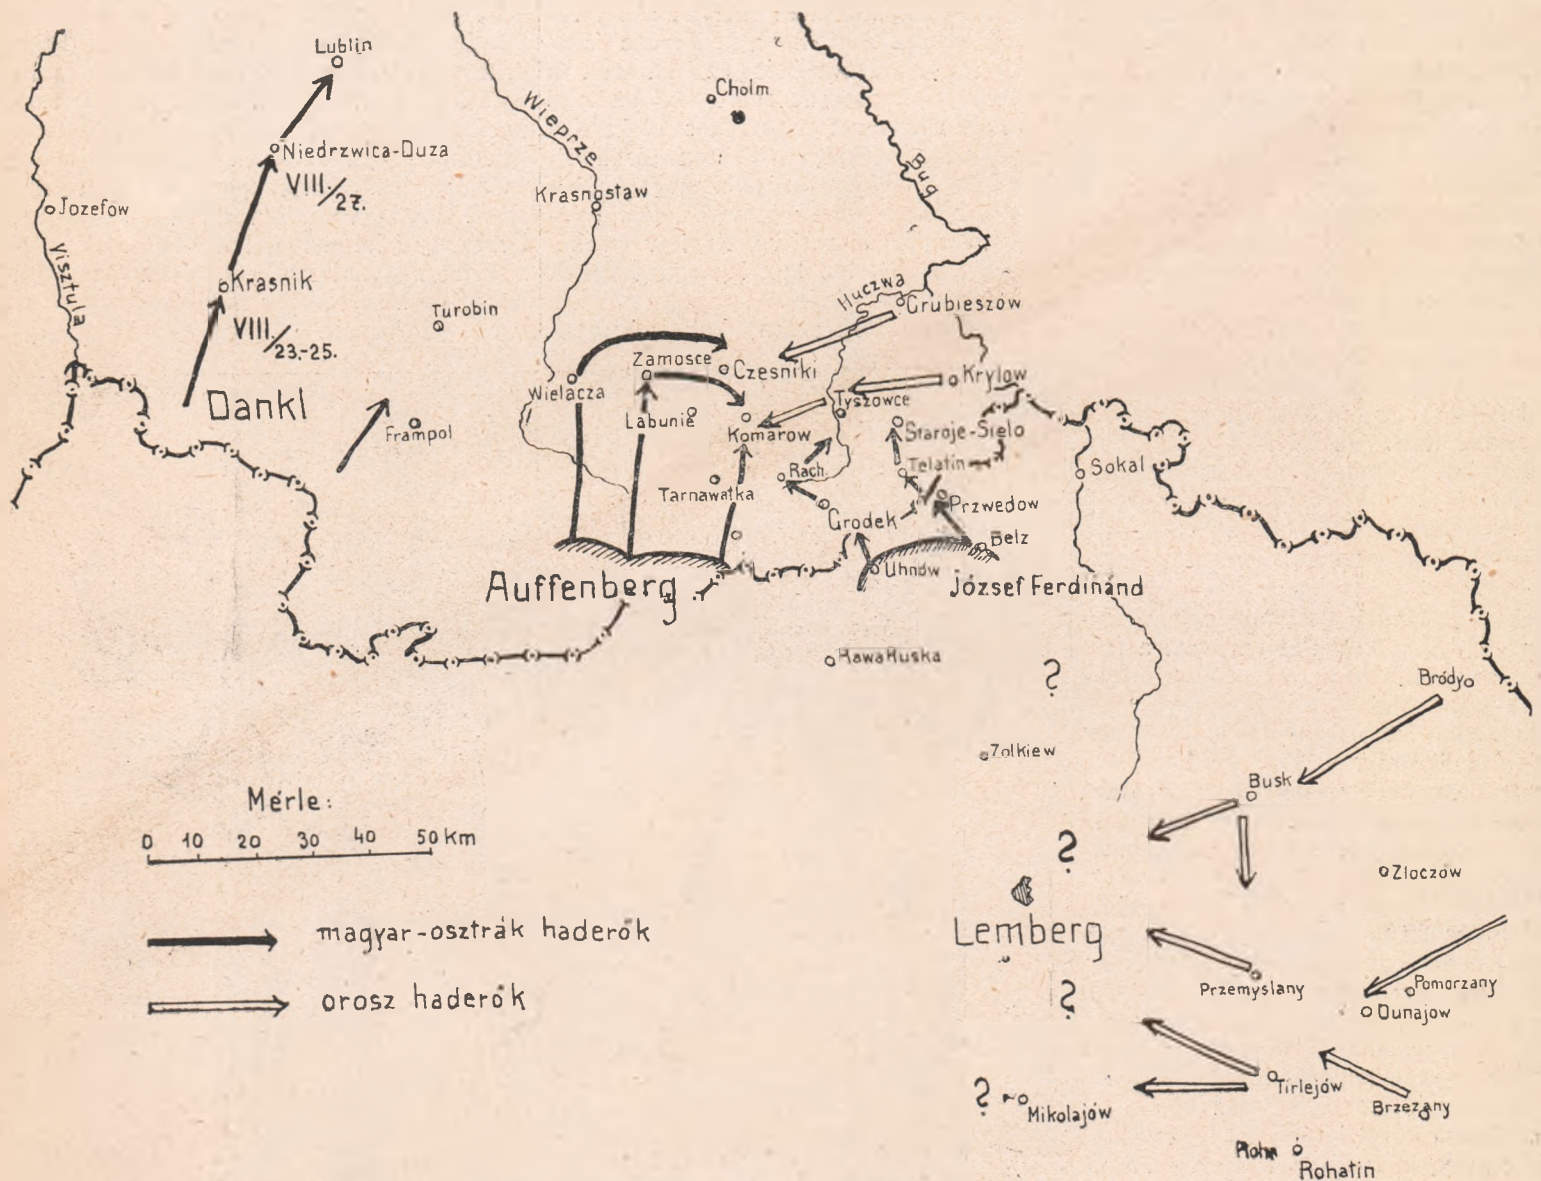 Lublin
Cholm
Wieprze
Niedrzwica-Duza
VIII./27.
Bug
Krasnostaw
Jozefow
Visztula
Krasnik
Huczwa
Grubieszów
Turobin
VIII./23.-25.
Zamosce
Czesniki
Krylow
Wielacza
Tyszowce
Dankl
Labunie
Komarow
Staroje-Sielo
Frampol
Telatin
Sokal
Rach.
Tarnawatka
Przwedow
Grodek
Belz
Uhnów
Auffenberg
József Ferdinánd
Rawa Ruska
?
Bródy
Zolkiew
Busk
Mérle:
0 10 20 30 40 50 Km
?
Zloczów
magyar-osztrák haderők
Lemberg
Przemyslany
Pomorzany
orosz haderők
?
Dunajow
Tirlejów
?
Mikolajów
Brzezany
Rohatin